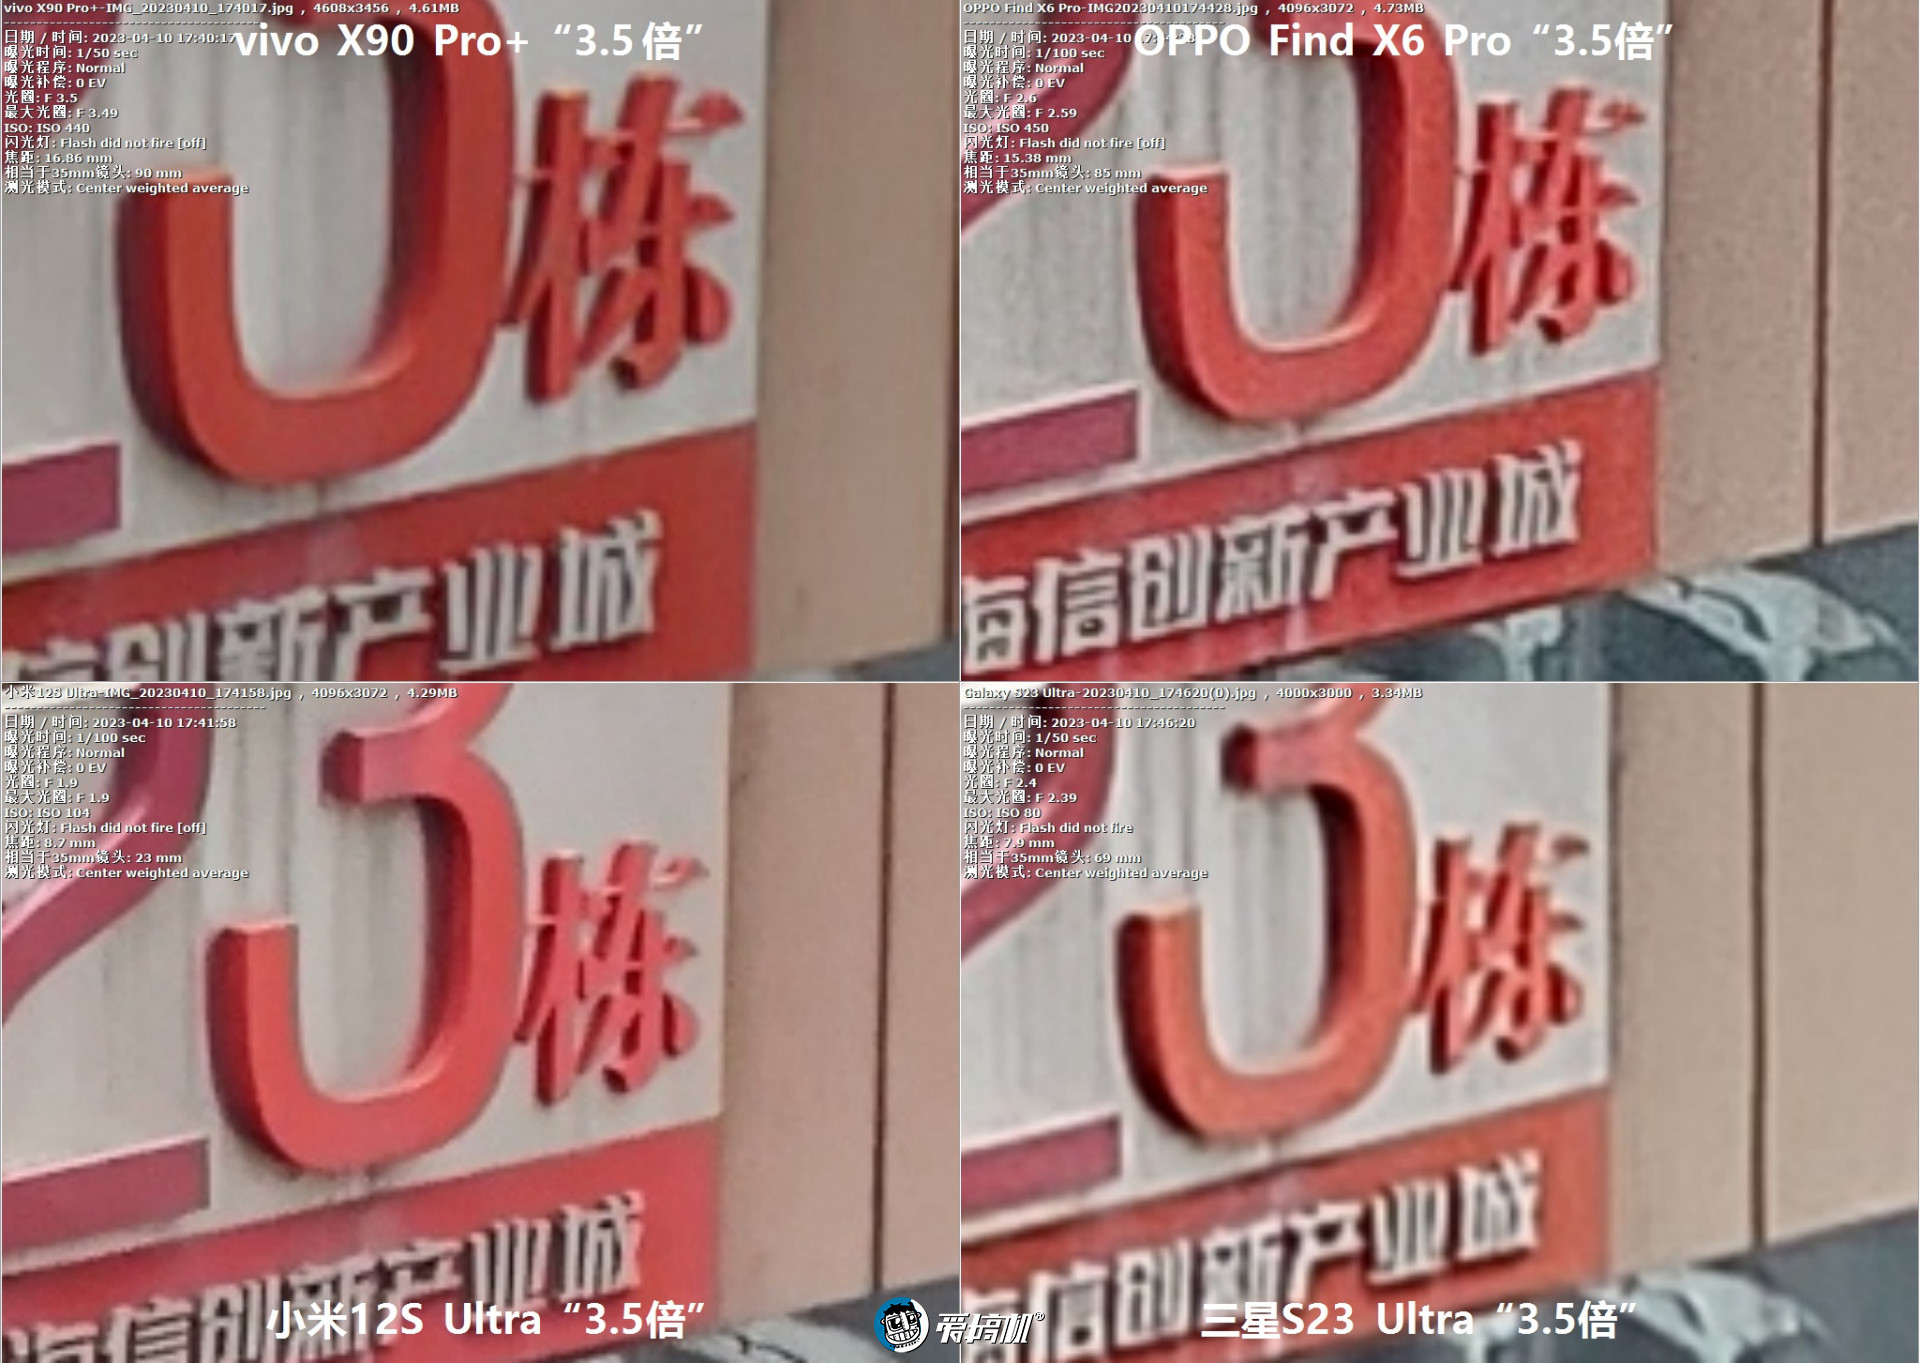 vivo X90 Pro+-IMG_20230410_174017.jpg , 4608x3456 , 4.61MB
vivo X90 Pro+“3.5倍”
日期 / 时间: 2023-04-10 17:40:17
曝光时间: 1/50 sec
曝光程序: Normal
曝光补偿: 0 EV
光圈: F 3.5
最大光圈: F 3.49
ISO: ISO 440
闪光灯: Flash did not fire [off]
焦距: 16.86 mm
相当于35mm镜头: 90 mm
测光模式: Center weighted average
栋
信创新产业城
OPPO Find X6 Pro-IMG20230410174428.jpg , 4096x3072 , 4.73MB
OPPO Find X6 Pro“3.5倍”
日期 / 时间: 2023-04-10
曝光时间: 1/100 sec
曝光程序: Normal
曝光补偿: 0 EV
光圈: F 2.6
最大光圈: F 2.59
ISO: ISO 450
闪光灯: Flash did not fire [off]
焦距: 15.38 mm
相当于35mm镜头: 85 mm
测光模式: Center weighted average
栋
海信创新产业城
小米12S Ultra-IMG_20230410_174158.jpg , 4096x3072 , 4.29MB
日期 / 时间: 2023-04-10 17:41:58
曝光时间: 1/100 sec
曝光程序: Normal
曝光补偿: 0 EV
光圈: F 1.9
最大光圈: F 1.9
ISO: ISO 104
闪光灯: Flash did not fire [off]
焦距: 8.7 mm
相当于35mm镜头: 23 mm
测光模式: Center weighted average
23栋
海信创新产业城
小米12S Ultra“3.5倍”
Galaxy S23 Ultra-20230410_174620(0).jpg , 4000x3000 , 3.34MB
日期 / 时间: 2023-04-10 17:46:20
曝光时间: 1/50 sec
曝光程序: Normal
曝光补偿: 0 EV
光圈: F 2.4
最大光圈: F 2.39
ISO: ISO 80
闪光灯: Flash did not fire
焦距: 7.9 mm
相当于35mm镜头: 69 mm
测光模式: Center weighted average
23栋
海信创新产业城
三星S23 Ultra“3.5倍”
爱搞机®